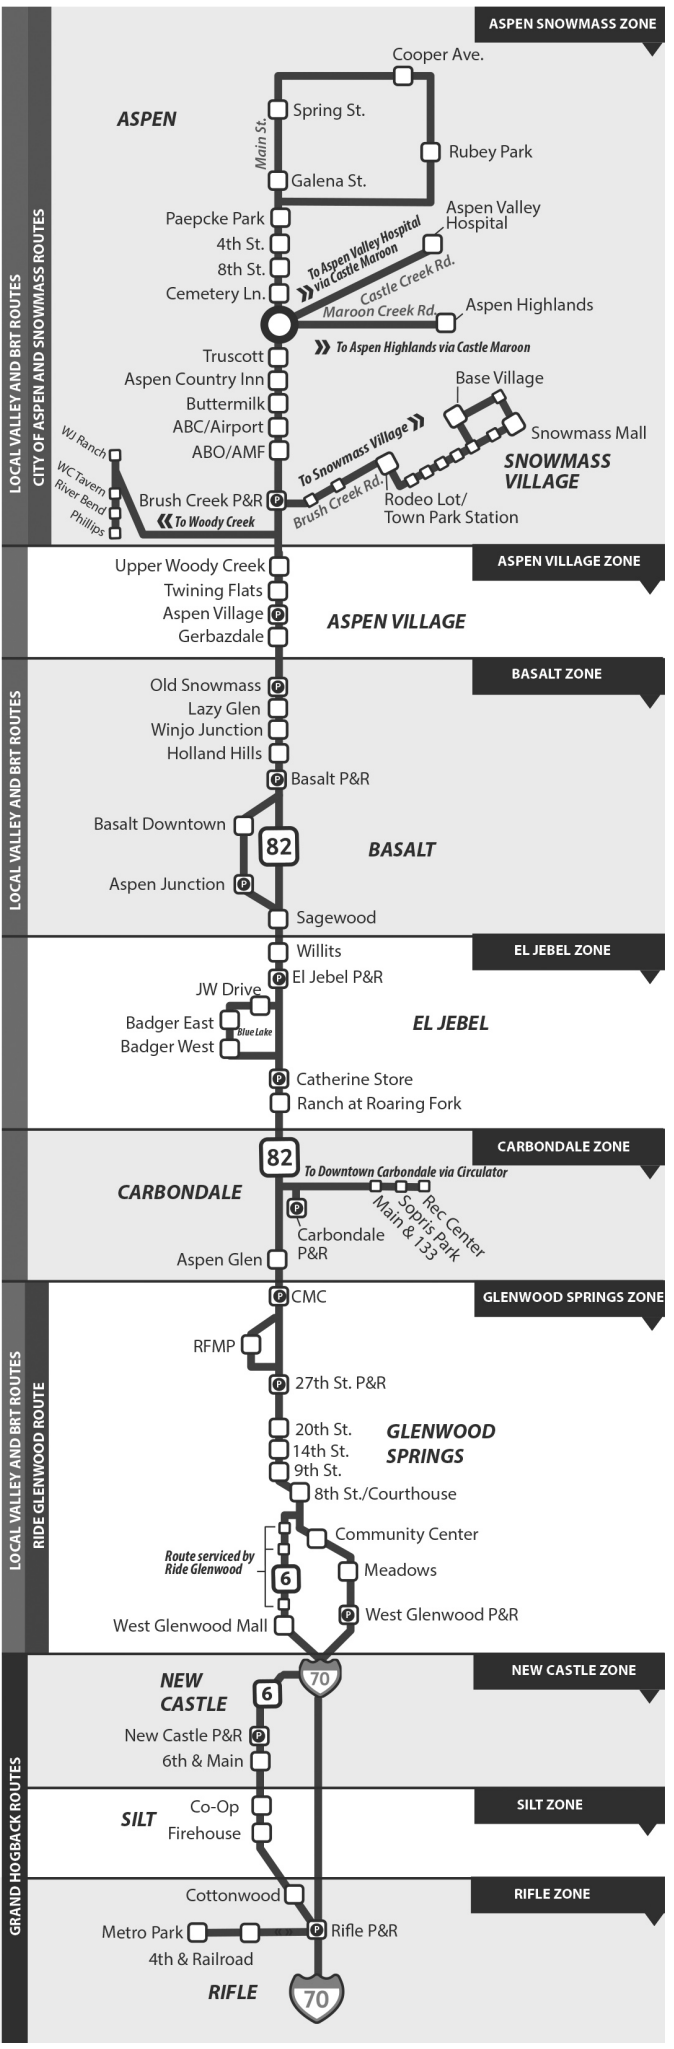 ASPEN SNOWMASS ZONE
Cooper Ave.
ASPEN
Spring St.
Main St.
Rubey Park
Galena St.
Paepcke Park
Aspen Valley
Hospital
4th St.
To Aspen Valley Hospital
via Castle Maroon
8th St.
Castle Creek Rd.
Cemetery Ln.
Maroon Creek Rd.
Aspen Highlands
To Aspen Highlands via Castle Maroon
Truscott
Aspen Country Inn
Base Village
Buttermilk
ABC/Airport
Snowmass Mall
To Snowmass Village
WJ Ranch
ABO/AMF
SNOWMASS
VILLAGE
WC Tavern
River Bend
Phillips
Brush Creek P&R
P
Brush Creek Rd.
Rodeo Lot/
Town Park Station
To Woody Creek
LOCAL VALLEY AND BRT ROUTES
CITY OF ASPEN AND SNOWMASS ROUTES
ASPEN VILLAGE ZONE
Upper Woody Creek
Twining Flats
Aspen Village
P
ASPEN VILLAGE
Gerbazdale
BASALT ZONE
Old Snowmass
P
Lazy Glen
Winjo Junction
Holland Hills
P
Basalt P&R
Basalt Downtown
82
BASALT
Aspen Junction
P
Sagewood
LOCAL VALLEY AND BRT ROUTES
EL JEBEL ZONE
Willits
P
El Jebel P&R
JW Drive
Badger East
Blue Lake
EL JEBEL
Badger West
P
Catherine Store
Ranch at Roaring Fork
CARBONDALE ZONE
82
To Downtown Carbondale via Circulator
CARBONDALE
P
Rec Center
Sopris Park
Main & 133
Carbondale
P&R
Aspen Glen
GLENWOOD SPRINGS ZONE
P
CMC
RFMP
P
27th St. P&R
20th St.
GLENWOOD
SPRINGS
14th St.
9th St.
8th St./Courthouse
Community Center
Route serviced by
Ride Glenwood
6
Meadows
P
West Glenwood P&R
West Glenwood Mall
LOCAL VALLEY AND BRT ROUTES
RIDE GLENWOOD ROUTE
NEW CASTLE ZONE
70
NEW
CASTLE
6
New Castle P&R
P
6th & Main
SILT ZONE
Co-Op
SILT
Firehouse
RIFLE ZONE
Cottonwood
Metro Park
P
Rifle P&R
4th & Railroad
RIFLE
70
GRAND HOGBACK ROUTES